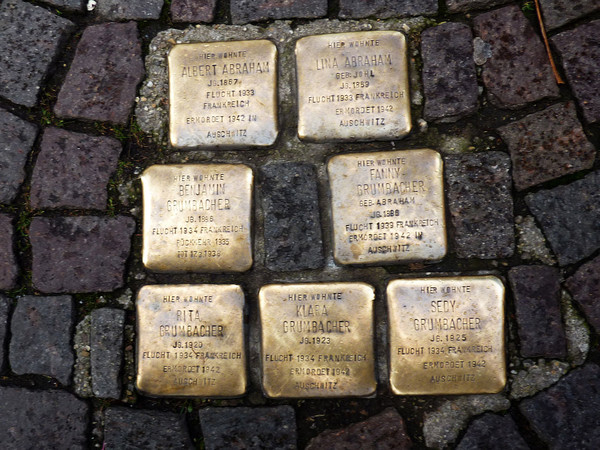 HIER WOHNTE
ALBERT ABRAHAM
JG. 1887
FLUCHT 1933
FRANKREICH
ERMORDET 1942 IN
AUSCHWITZ
HIER WOHNTE
LINA ABRAHAM
GEB. JOHL
JG. 1899
FLUCHT 1933 FRANKREICH
ERMORDET 1942
AUSCHWITZ
HIER WOHNTE
BENJAMIN
GRUMBACHER
JG. 1886
FLUCHT 1934 FRANKREICH
RÜCKKEHR 1935
TOT
HIER WOHNTE
FANNY
GRUMBACHER
GEB. ABRAHAM
JG. 1889
FLUCHT 1933 FRANKREICH
ERMORDET 1942 IN
AUSCHWITZ
HIER WOHNTE
RITA
GRUMBACHER
JG. 1920
FLUCHT 1934 FRANKREICH
ERMORDET 1942
AUSCHWITZ
HIER WOHNTE
KLARA
GRUMBACHER
JG. 1923
FLUCHT 1934 FRANKREICH
ERMORDET 1942
AUSCHWITZ
HIER WOHNTE
SEDY
GRUMBACHER
JG. 1925
FLUCHT 1934 FRANKREICH
ERMORDET 1942
AUSCHWITZ